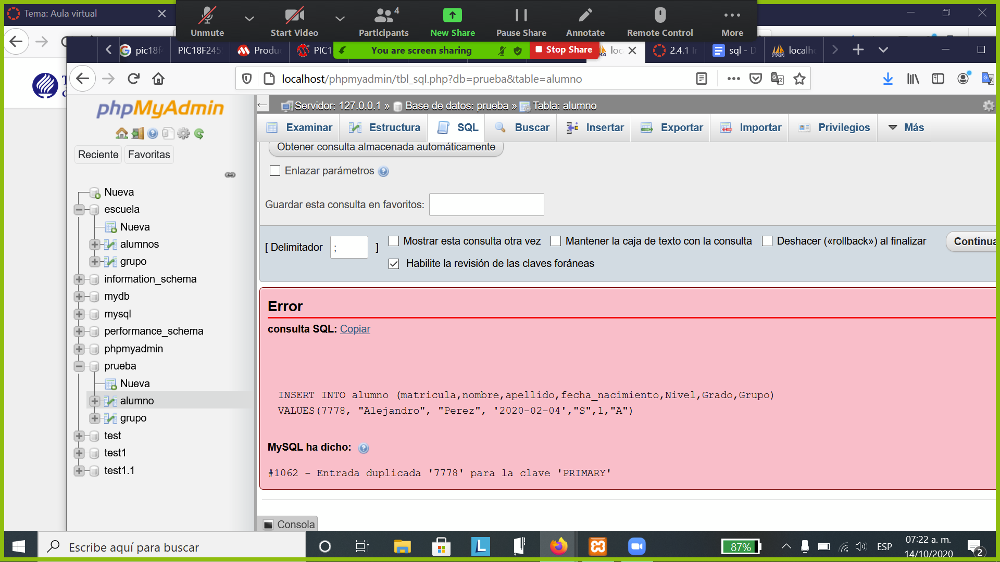 Tema: Aula virtual
Unmute
Start Video
Participants
4
New Share
Pause Share
Annotate
Remote Control
More
pic18f
PIC18F245
Produ
PIC1
You are screen sharing
Stop Share
loc
2.4.1 I
sql - D
localh
localhost/phpmyadmin/tbl_sql.php?db=prueba&table=alumno
phpMyAdmin
Reciente
Favoritas
Nueva
escuela
Nueva
alumnos
grupo
information_schema
mydb
mysql
performance_schema
phpmyadmin
prueba
Nueva
alumno
grupo
test
test1
test1.1
Servidor: 127.0.0.1 » Base de datos: prueba » Tabla: alumno
Examinar
Estructura
SQL
Buscar
Insertar
Exportar
Importar
Privilegios
Más
Obtener consulta almacenada automáticamente
Enlazar parámetros
Guardar esta consulta en favoritos:
[ Delimitador ; ]
Mostrar esta consulta otra vez
Mantener la caja de texto con la consulta
Deshacer («rollback») al finalizar
Continua
Habilite la revisión de las claves foráneas
Error
consulta SQL: Copiar
INSERT INTO alumno (matricula,nombre,apellido,fecha_nacimiento,Nivel,Grado,Grupo)
VALUES(7778, "Alejandro", "Perez", '2020-02-04',"S",1,"A")
MySQL ha dicho:
#1062 - Entrada duplicada '7778' para la clave 'PRIMARY'
Consola
Escribe aquí para buscar
87%
ESP
07:22 a. m.
14/10/2020
2